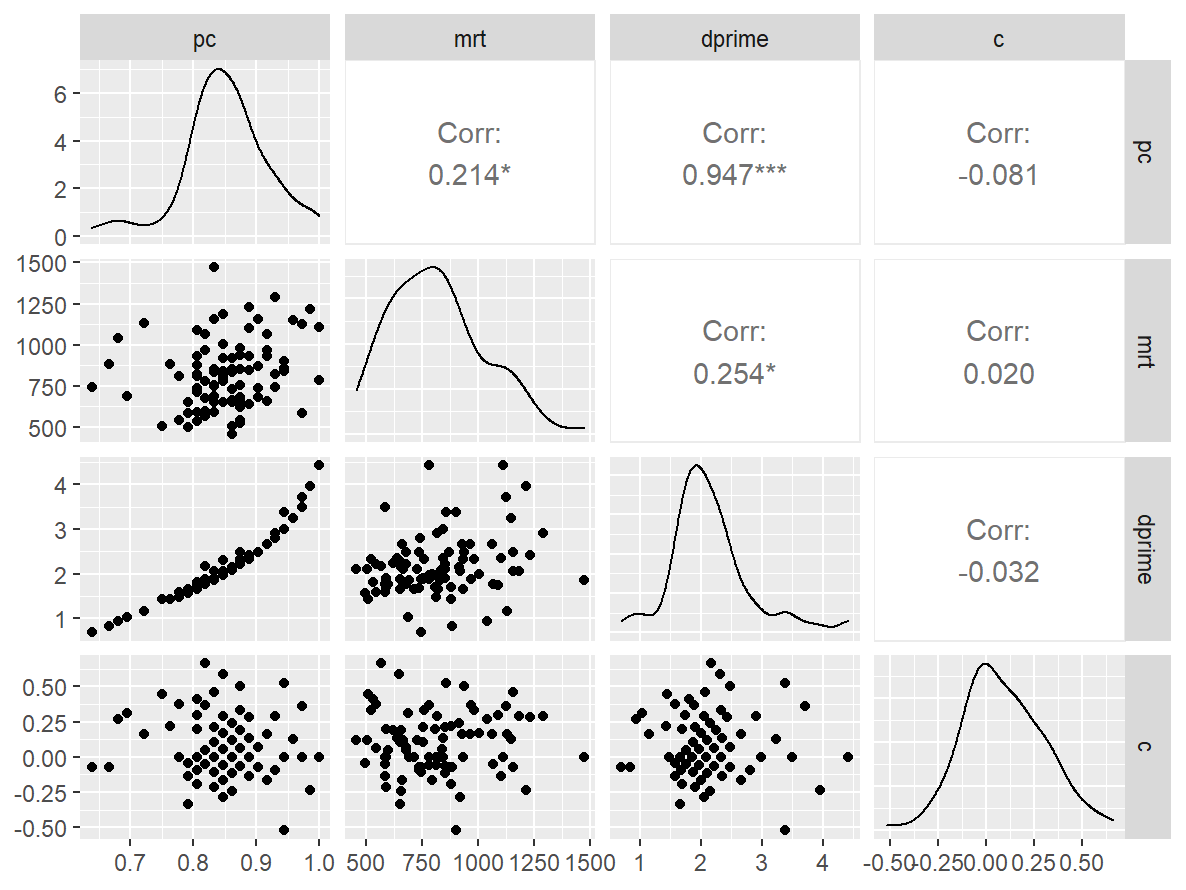 pc mrt dprime c
6 4 2 0
Corr: 0.214*
Corr: 0.947***
Corr: -0.081
pc
1500 1250 1000 750 500
Corr: 0.254*
Corr: 0.020
mrt
4 3 2 1
Corr: -0.032
dprime
0.50 0.25 0.00 -0.25 -0.50
c
0.7 0.8 0.9 1.0 500 750 1000 1250 1500 1 2 3 4 -0.50 -0.25 0.00 0.25 0.50